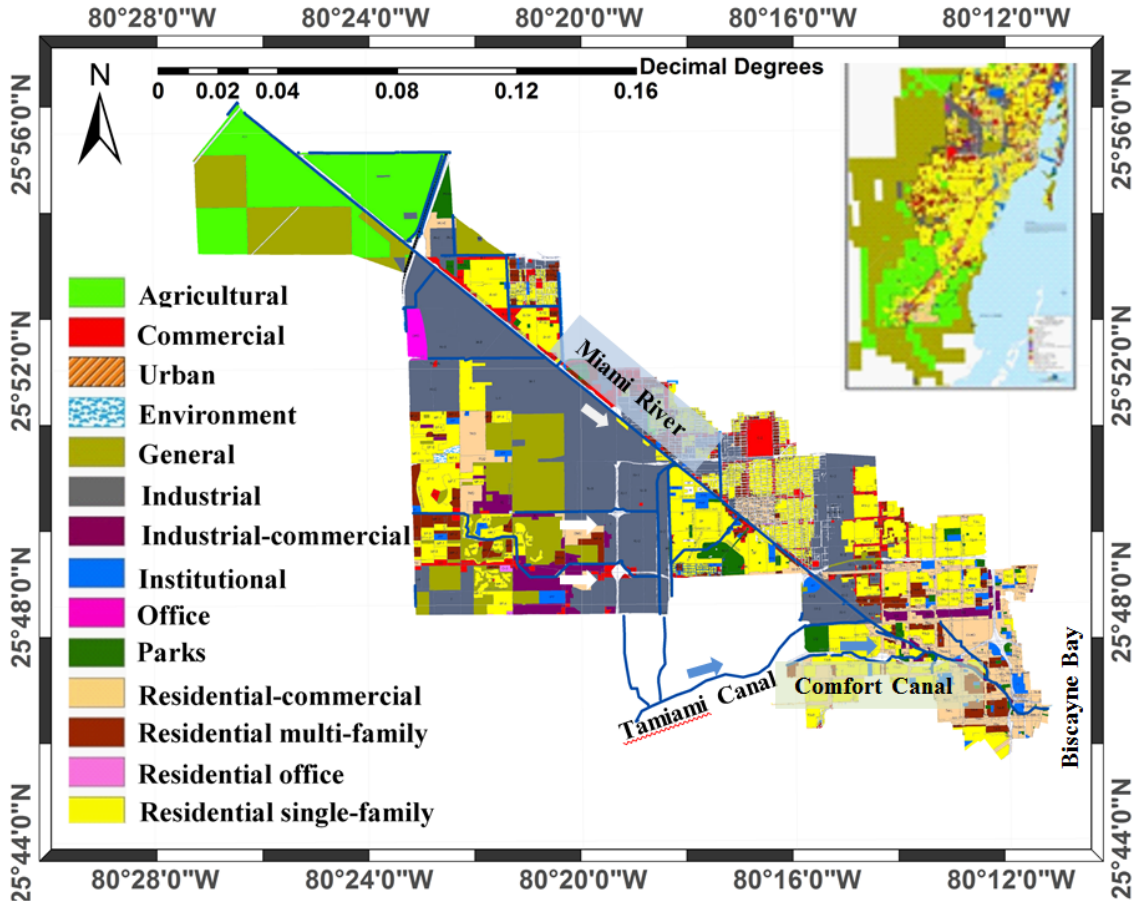 80°28'0"W 80°24'0"W 80°20'0"W 80°16'0"W 80°12'0"W
N
Decimal Degrees
0 0.02 0.04 0.08 0.12 0.16
25°56'0"N
25°56'0"N
25°52'0"N
25°52'0"N
25°48'0"N
25°48'0"N
25°44'0"N
25°44'0"N
Agricultural
Commercial
Urban
Environment
General
Industrial
Industrial-commercial
Institutional
Office
Parks
Residential-commercial
Residential multi-family
Residential office
Residential single-family
Miami River
Tamiami Canal
Comfort Canal
Biscayne Bay
80°28'0"W 80°24'0"W 80°20'0"W 80°16'0"W 80°12'0"W